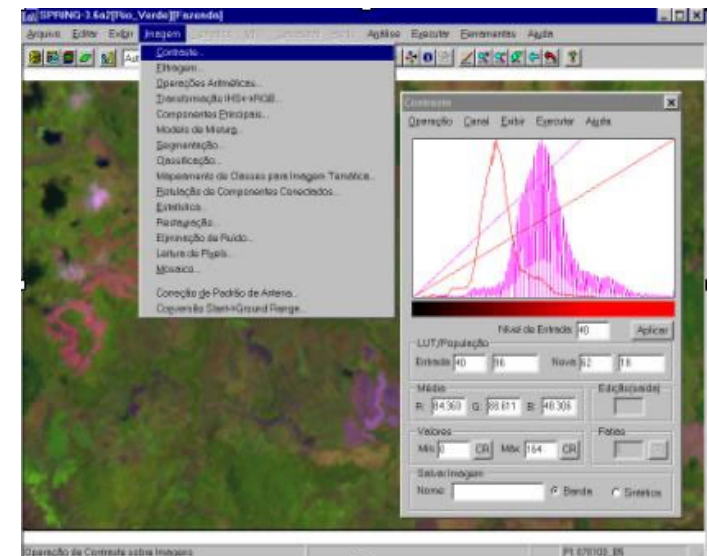 SPRING-3.6a2[Rio_Verde][Fazenda]
Arquivo Editar Exibir Imagem Análise Executar Ferramentas Ajuda
Contraste...
Filtragem...
Operações Aritméticas...
Transformação IHS<->RGB...
Componentes Principais...
Modelo de Mistura...
Segmentação...
Classificação...
Mapeamento de Classes para Imagem Temática...
Rotulação de Componentes Conectados...
Estatística...
Restauração...
Eliminação de Ruído...
Leitura de Pixels...
Mosaico...
Correção de Padrão de Antena...
Conversão Slant->Ground Range...
Contraste
Operação Canal Exibir Executar Ajuda
Nível de Entrada: 40 Aplicar
LUT/População
Entrada: 40 96 Nova: 62 18
Média Edição(saída)
R: 84.360 G: 88.611 B: 48.306
Valores Fatias
Mín: 0 CR Máx: 164 CR
Salvar Imagem
Nome: Banda Sintética
Operação de Contraste sobre Imagens